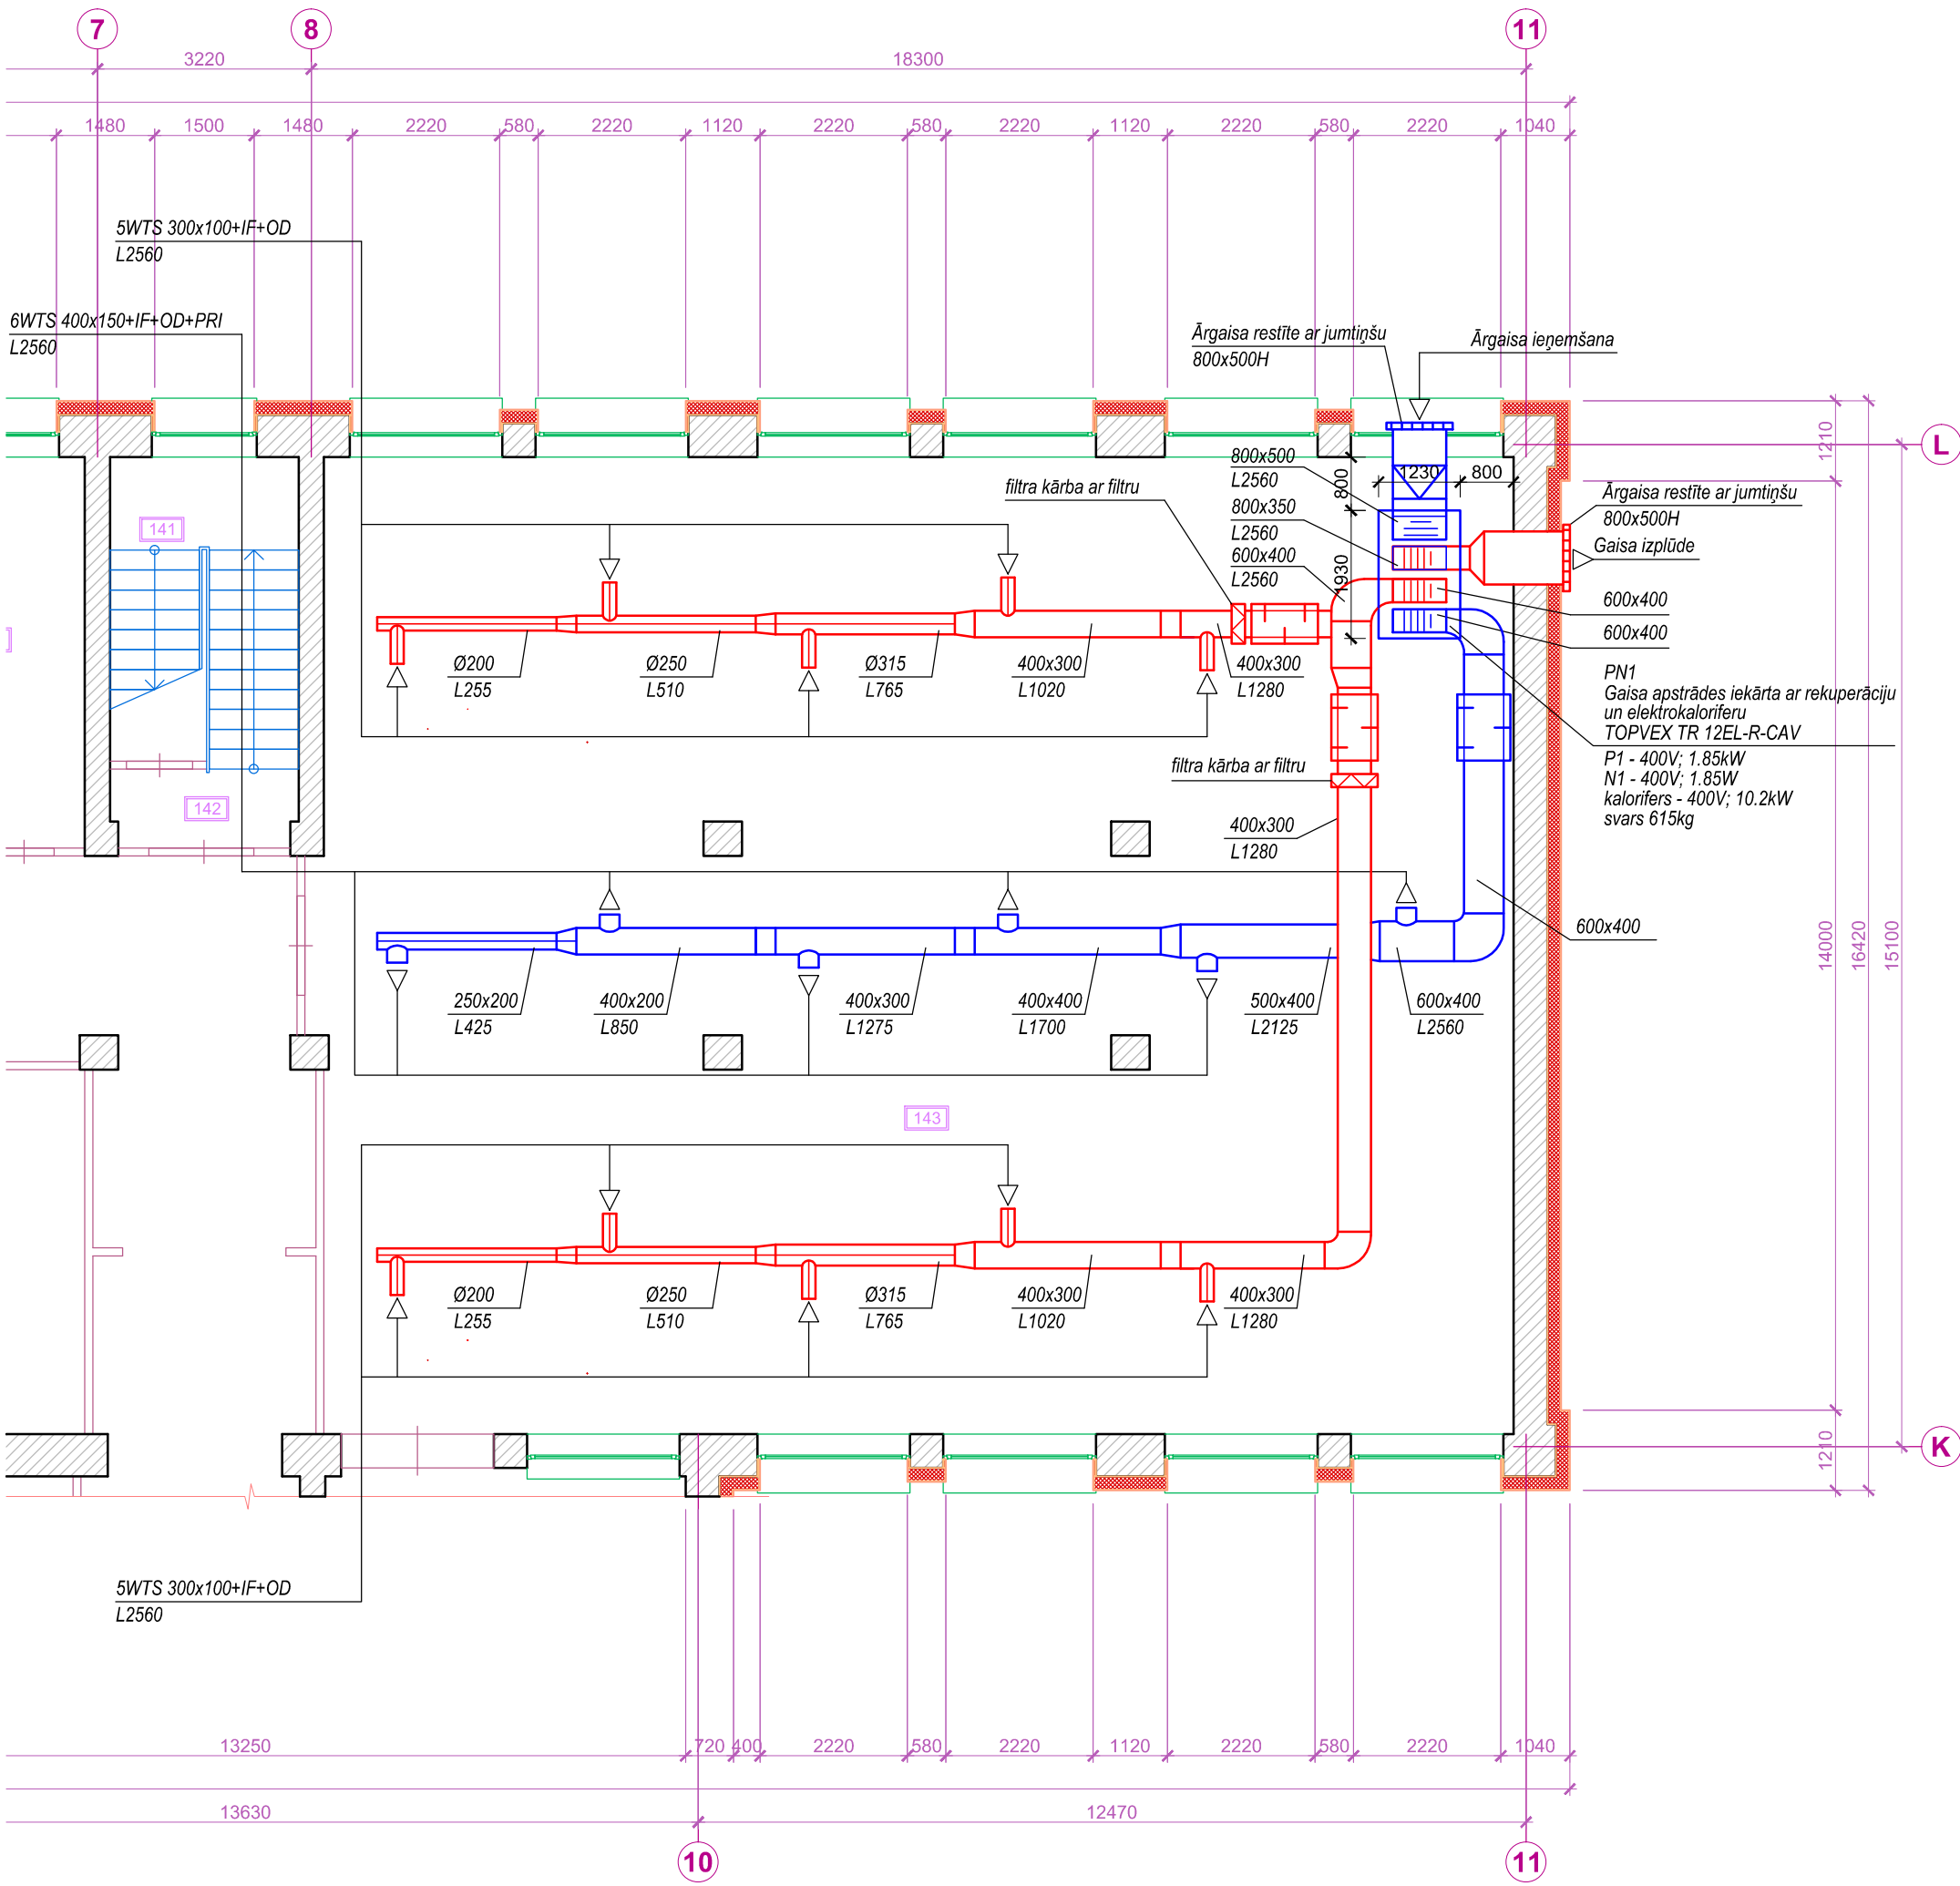 7
8
11
3220
18300
1480
1500
1480
2220
580
2220
1120
2220
580
2220
1120
2220
580
2220
1040
5WTS 300x100+IF+OD
L2560
6WTS 400x150+IF+OD+PRI
L2560
Ārgaisa restīte ar jumtiņšu
800x500H
Ārgaisa ieņemšana
L
1210
800x500
L2560
800
1230
800
filtra kārba ar filtru
800x350
L2560
600x400
L2560
1930
Ārgaisa restīte ar jumtiņšu
800x500H
Gaisa izplūde
141
600x400
600x400
Ø200
L255
Ø250
L510
Ø315
L765
400x300
L1020
400x300
L1280
PN1
Gaisa apstrādes iekārta ar rekuperāciju
un elektrokaloriferu
TOPVEX TR 12EL-R-CAV
P1 - 400V; 1.85kW
N1 - 400V; 1.85W
kalorifers - 400V; 10.2kW
svars 615kg
filtra kārba ar filtru
142
400x300
L1280
600x400
14000
16420
15100
250x200
L425
400x200
L850
400x300
L1275
400x400
L1700
500x400
L2125
600x400
L2560
143
Ø200
L255
Ø250
L510
Ø315
L765
400x300
L1020
400x300
L1280
K
1210
5WTS 300x100+IF+OD
L2560
13250
720
400
2220
580
2220
1120
2220
580
2220
1040
13630
12470
10
11